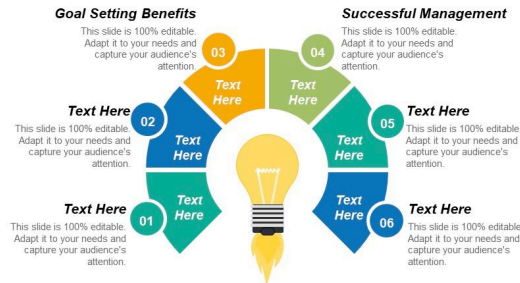 Goal Setting Benefits
This slide is 100% editable.
Adapt it to your needs and
capture your audience's
attention.
03
Text
Here
Successful Management
This slide is 100% editable.
Adapt it to your needs and
capture your audience's
attention.
04
Text
Here
Text Here
This slide is 100% editable.
Adapt it to your needs and
capture your audience's
attention.
02
Text
Here
Text Here
This slide is 100% editable.
Adapt it to your needs and
capture your audience's
attention.
05
Text
Here
Text Here
This slide is 100% editable.
Adapt it to your needs and
capture your audience's
attention.
01
Text
Here
Text Here
This slide is 100% editable
Adapt it to your needs and
capture your audience's
attention.
06
Text
Here